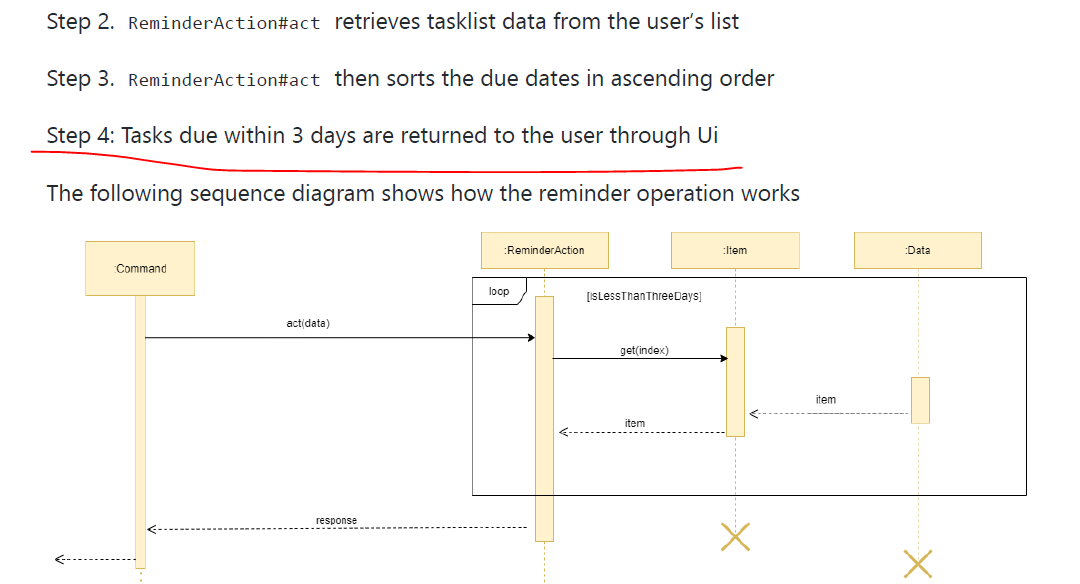 Step 2. ReminderAction#act retrieves tasklist data from the user's list
Step 3. ReminderAction#act then sorts the due dates in ascending order
Step 4: Tasks due within 3 days are returned to the user through Ui
The following sequence diagram shows how the reminder operation works
:Command
:ReminderAction
:Item
:Data
loop
[isLessThanThreeDays]
act(data)
get(index)
item
item
response